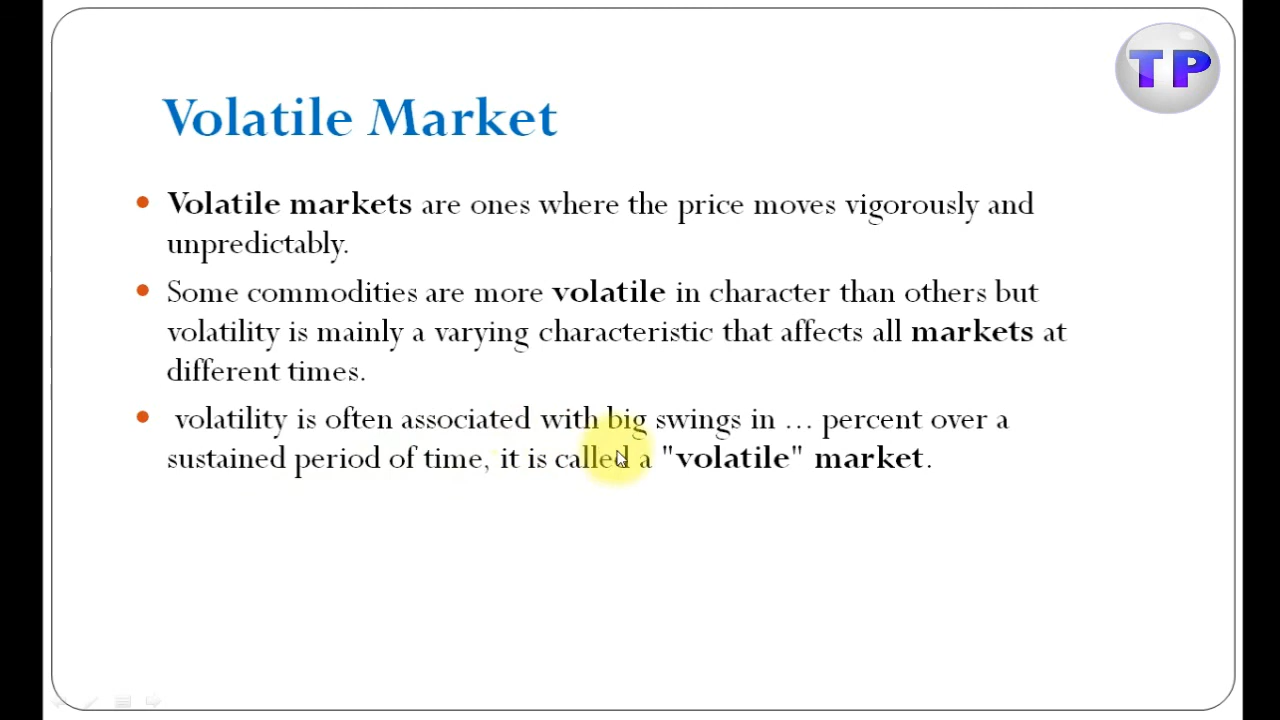 TP
Volatile Market
Volatile markets are ones where the price moves vigorously and
unpredictably.
Some commodities are more volatile in character than others but
volatility is mainly a varying characteristic that affects all markets at
different times.
volatility is often associated with big swings in … percent over a
sustained period of time, it is called a "volatile" market.